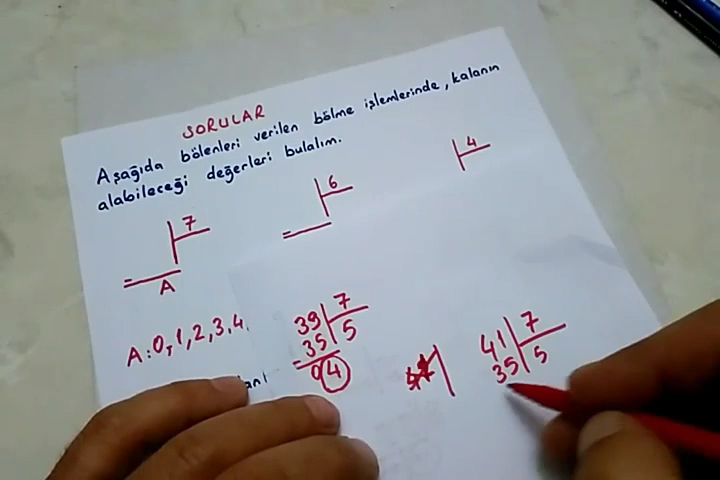 SORULAR
Aşağıda bölenleri verilen bölme işlemlerinde, kalanın
alabileceği değerleri bulalım.
7
A
6
4
A: 0, 1, 2, 3, 4,
39 7
35 5
04
41 7
35 5